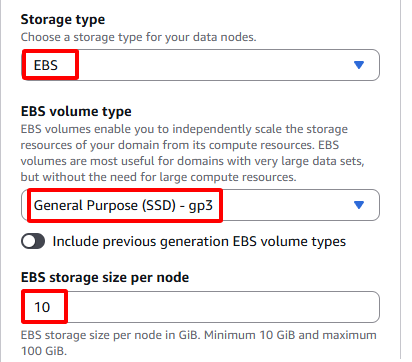 Storage type
Choose a storage type for your data nodes.
EBS
EBS volume type
EBS volumes enable you to independently scale the storage
resources of your domain from its compute resources. EBS
volumes are most useful for domains with very large data sets,
but without the need for large compute resources.
General Purpose (SSD) - gp3
Include previous generation EBS volume types
EBS storage size per node
10
EBS storage size per node in GiB. Minimum 10 GiB and maximum
100 GiB.